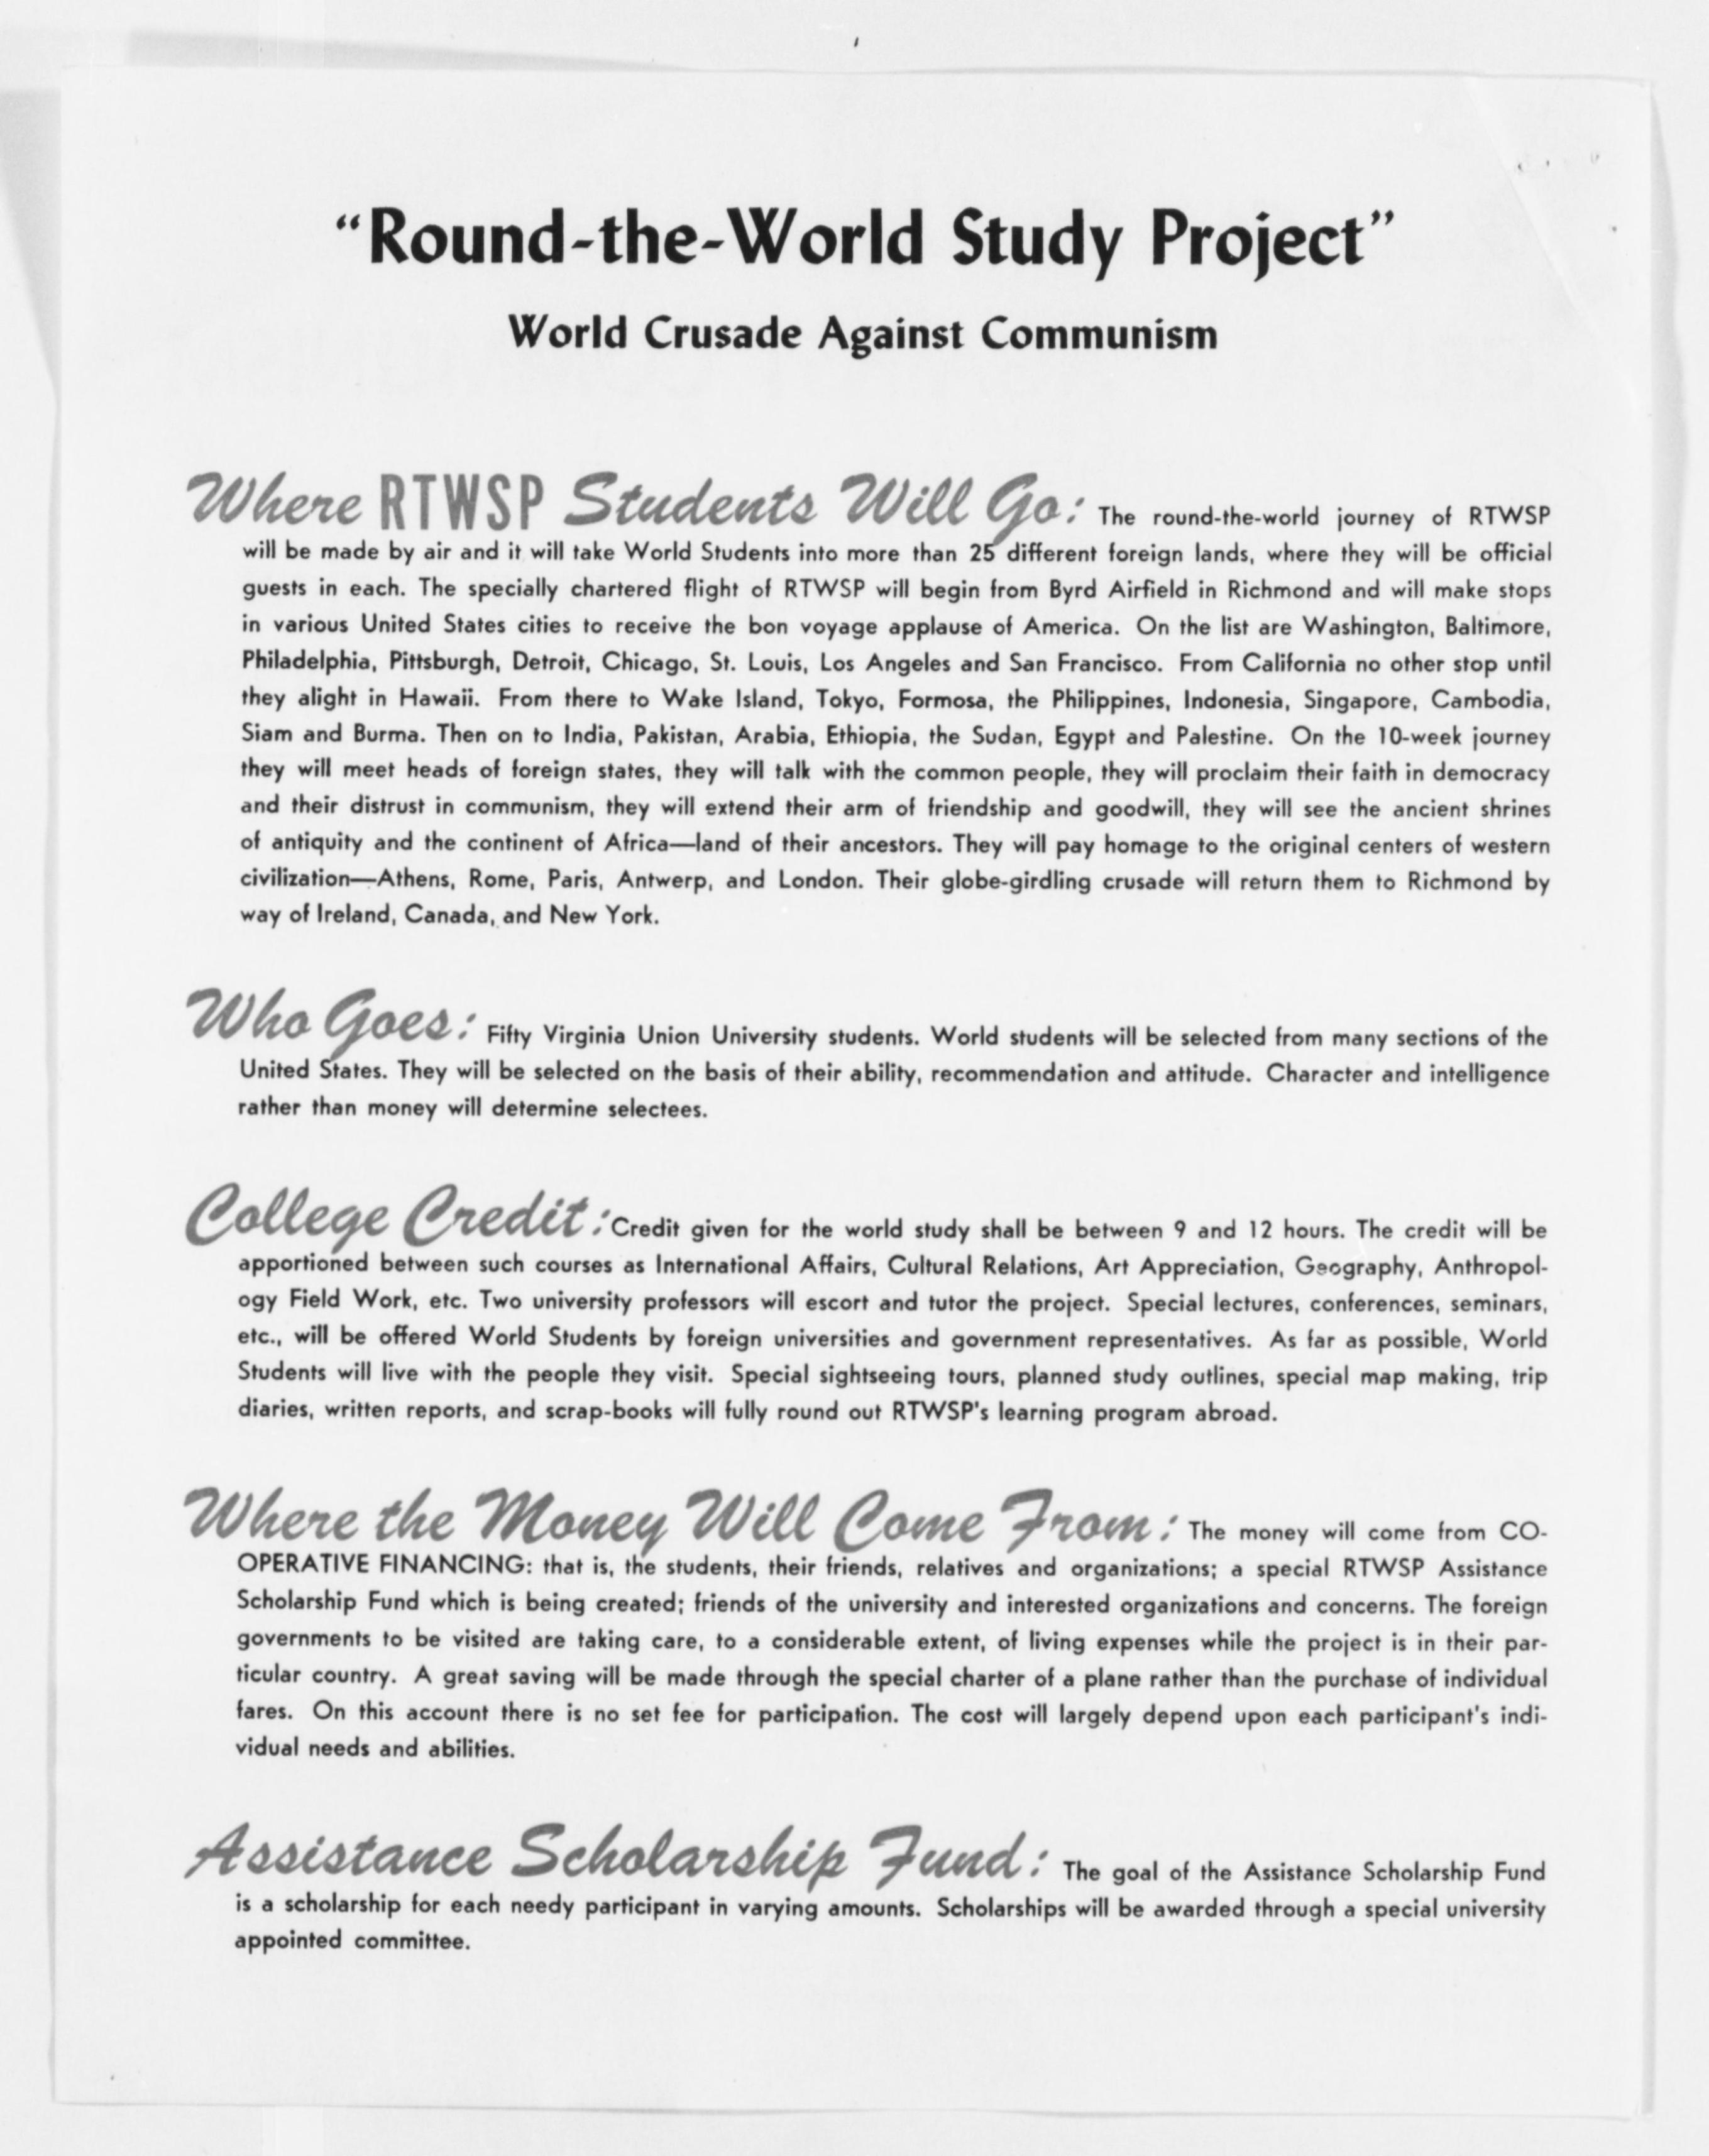 “Round-the-World Study Project”
World Crusade Against Communism
Where RTWSP Students Will Go: The round-the-world journey of RTWSP
will be made by air and it will take World Students into more than 25 different foreign lands, where they will be official
guests in each. The specially chartered flight of RTWSP will begin from Byrd Airfield in Richmond and will make stops
in various United States cities to receive the bon voyage applause of America. On the list are Washington, Baltimore,
Philadelphia, Pittsburgh, Detroit, Chicago, St. Louis, Los Angeles and San Francisco. From California no other stop until
they alight in Hawaii. From there to Wake Island, Tokyo, Formosa, the Philippines, Indonesia, Singapore, Cambodia,
Siam and Burma. Then on to India, Pakistan, Arabia, Ethiopia, the Sudan, Egypt and Palestine. On the 10-week journey
they will meet heads of foreign states, they will talk with the common people, they will proclaim their faith in democracy
and their distrust in communism, they will extend their arm of friendship and goodwill, they will see the ancient shrines
of antiquity and the continent of Africa—land of their ancestors. They will pay homage to the original centers of western
civilization—Athens, Rome, Paris, Antwerp, and London. Their globe-girdling crusade will return them to Richmond by
way of Ireland, Canada, and New York.
Who Goes: Fifty Virginia Union University students. World students will be selected from many sections of the
United States. They will be selected on the basis of their ability, recommendation and attitude. Character and intelligence
rather than money will determine selectees.
College Credit: Credit given for the world study shall be between 9 and 12 hours. The credit will be
apportioned between such courses as International Affairs, Cultural Relations, Art Appreciation, Geography, Anthropol-
ogy Field Work, etc. Two university professors will escort and tutor the project. Special lectures, conferences, seminars,
etc., will be offered World Students by foreign universities and government representatives. As far as possible, World
Students will live with the people they visit. Special sightseeing tours, planned study outlines, special map making, trip
diaries, written reports, and scrap-books will fully round out RTWSP's learning program abroad.
Where the Money Will Come From: The money will come from CO-
OPERATIVE FINANCING: that is, the students, their friends, relatives and organizations; a special RTWSP Assistance
Scholarship Fund which is being created; friends of the university and interested organizations and concerns. The foreign
governments to be visited are taking care, to a considerable extent, of living expenses while the project is in their par-
ticular country. A great saving will be made through the special charter of a plane rather than the purchase of individual
fares. On this account there is no set fee for participation. The cost will largely depend upon each participant's indi-
vidual needs and abilities.
Assistance Scholarship Fund: The goal of the Assistance Scholarship Fund
is a scholarship for each needy participant in varying amounts. Scholarships will be awarded through a special university
appointed committee.